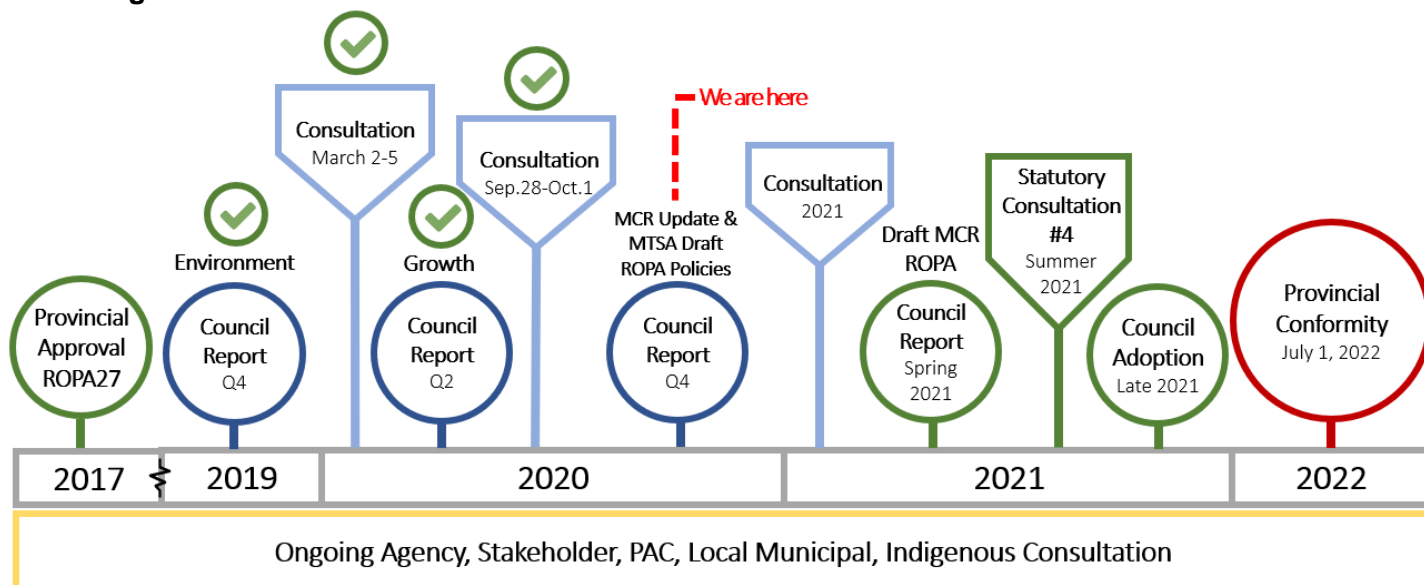 Consultation
March 2-5
Consultation
Sep.28-Oct.1
We are here
Consultation
2021
Statutory
Consultation
#4
Summer
2021
Environment
Growth
MCR Update &
MTSA Draft
ROPA Policies
Draft MCR
ROPA
Provincial
Approval
ROPA27
Council
Report
Q4
Council
Report
Q2
Council
Report
Q4
Council
Report
Spring
2021
Council
Adoption
Late 2021
Provincial
Conformity
July 1, 2022
2017
2019
2020
2021
2022
Ongoing Agency, Stakeholder, PAC, Local Municipal, Indigenous Consultation